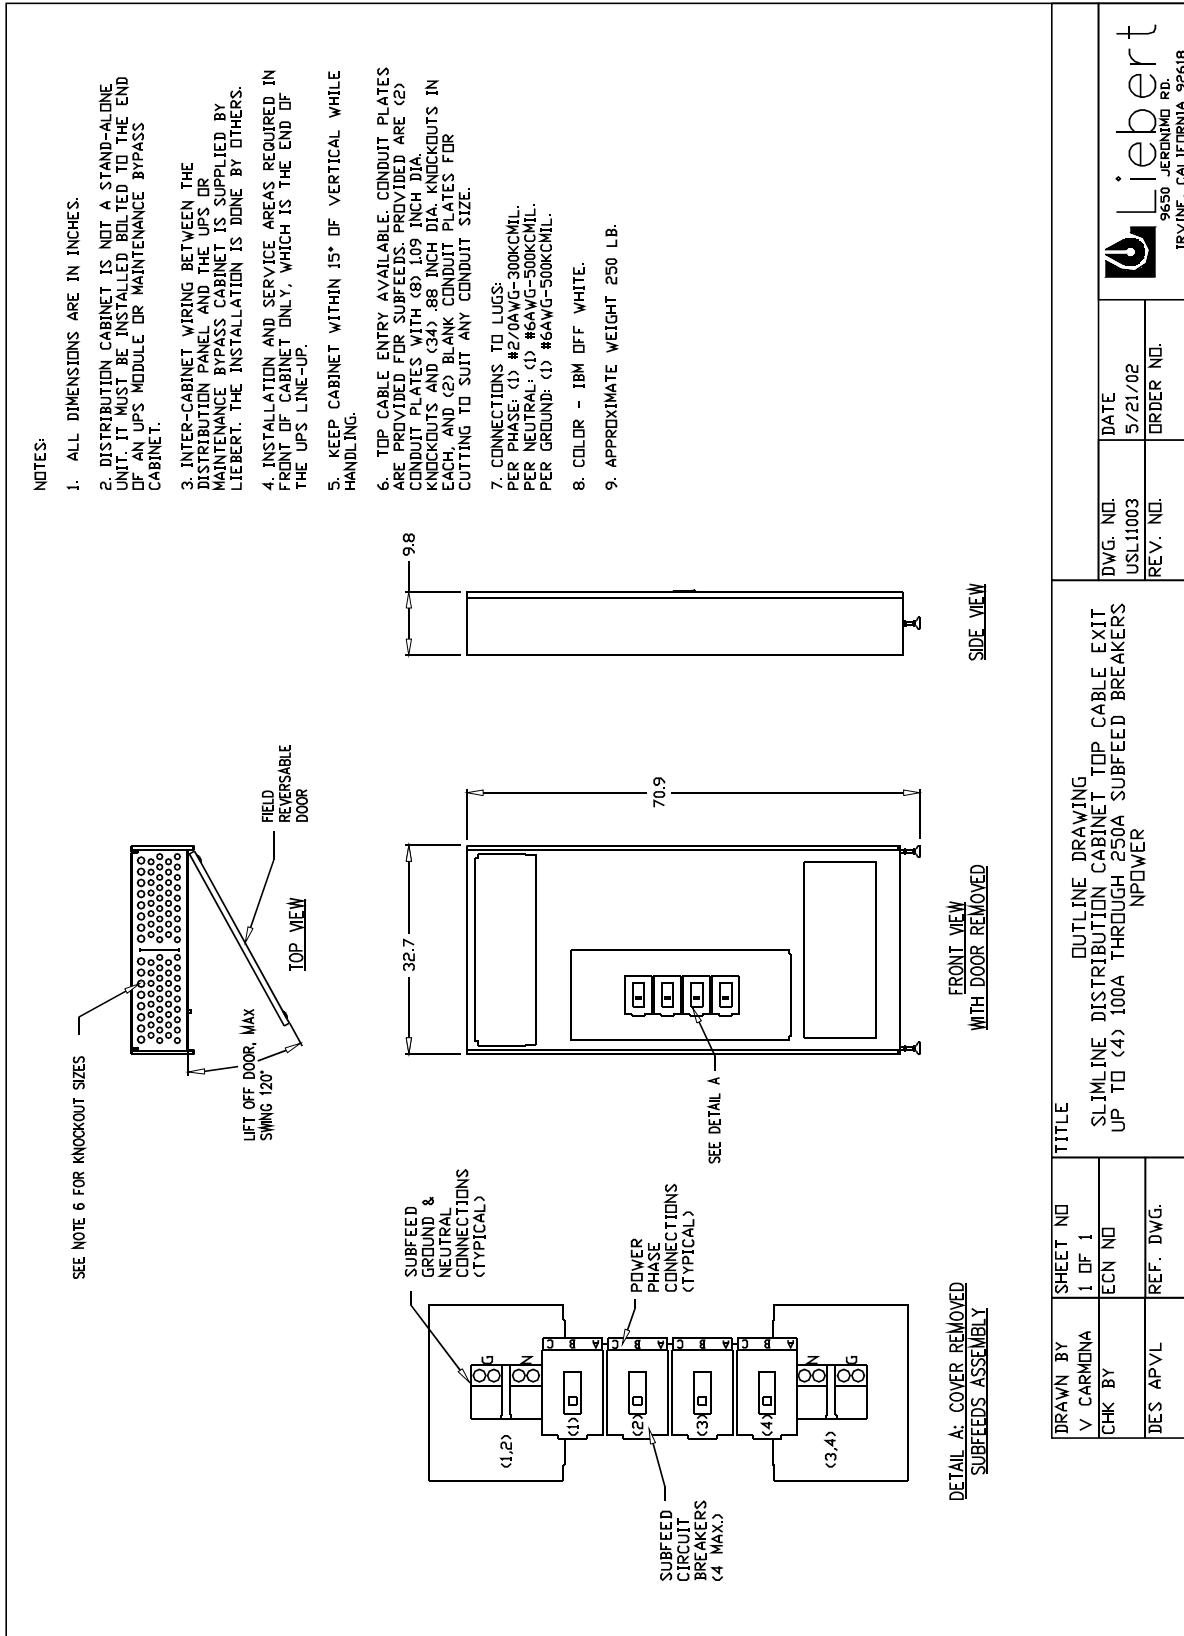 NOTES:
1. ALL DIMENSIONS ARE IN INCHES.
2. DISTRIBUTION CABINET IS NOT A STAND-ALONE
UNIT. IT MUST BE INSTALLED BOLTED TO THE END
OF AN UPS MODULE OR MAINTENANCE BYPASS
CABINET.
3. INTER-CABINET WIRING BETWEEN THE
DISTRIBUTION PANEL AND THE UPS OR
MAINTENANCE BYPASS CABINET IS SUPPLIED BY
LIEBERT. THE INSTALLATION IS DONE BY OTHERS.
4. INSTALLATION AND SERVICE AREAS REQUIRED IN
FRONT OF CABINET ONLY, WHICH IS THE END OF
THE UPS LINE-UP.
5. KEEP CABINET WITHIN 15° OF VERTICAL WHILE
HANDLING.
6. TOP CABLE ENTRY AVAILABLE. CONDUIT PLATES
ARE PROVIDED FOR SUBFEEDS. PROVIDED ARE (2)
CONDUIT PLATES WITH (8) 1.09 INCH DIA.
KNOCKOUTS AND (34) .88 INCH DIA. KNOCKOUTS IN
EACH, AND (2) BLANK CONDUIT PLATES FOR
CUTTING TO SUIT ANY CONDUIT SIZE.
7. CONNECTIONS TO LUGS:
PER PHASE: (1) #2/0AWG-300KCMIL.
PER NEUTRAL: (1) #6AWG-500KCMIL.
PER GROUND: (1) #6AWG-500KCMIL.
8. COLOR - IBM OFF WHITE.
9. APPROXIMATE WEIGHT 250 LB.
SEE NOTE 6 FOR KNOCKOUT SIZES
LIFT OFF DOOR, MAX
SWING 120°
TOP VIEW
FIELD
REVERSABLE
DOOR
SUBFEED
GROUND &
NEUTRAL
CONNECTIONS
(TYPICAL)
POWER
PHASE
CONNECTIONS
(TYPICAL)
SUBFEED
CIRCUIT
BREAKERS
(4 MAX.)
(1,2)
G
N
(1)
A B C
(2)
A B C
(3)
A B C
(4)
A B C
N
G
(3,4)
DETAIL A: COVER REMOVED
SUBFEEDS ASSEMBLY
32.7
70.9
SEE DETAIL A
FRONT VIEW
WITH DOOR REMOVED
9.8
SIDE VIEW
DRAWN BY
V CARMONA
CHK BY
DES APVL
SHEET NO
1 OF 1
ECN NO
REF. DWG.
TITLE
OUTLINE DRAWING
SLIMLINE DISTRIBUTION CABINET TOP CABLE EXIT
UP TO (4) 100A THROUGH 250A SUBFEED BREAKERS
NPOWER
DWG. NO.
USL11003
REV. NO.
DATE
5/21/02
ORDER NO.
Liebert
9650 JERONIMO RD.
IRVINE, CALIFORNIA 92618